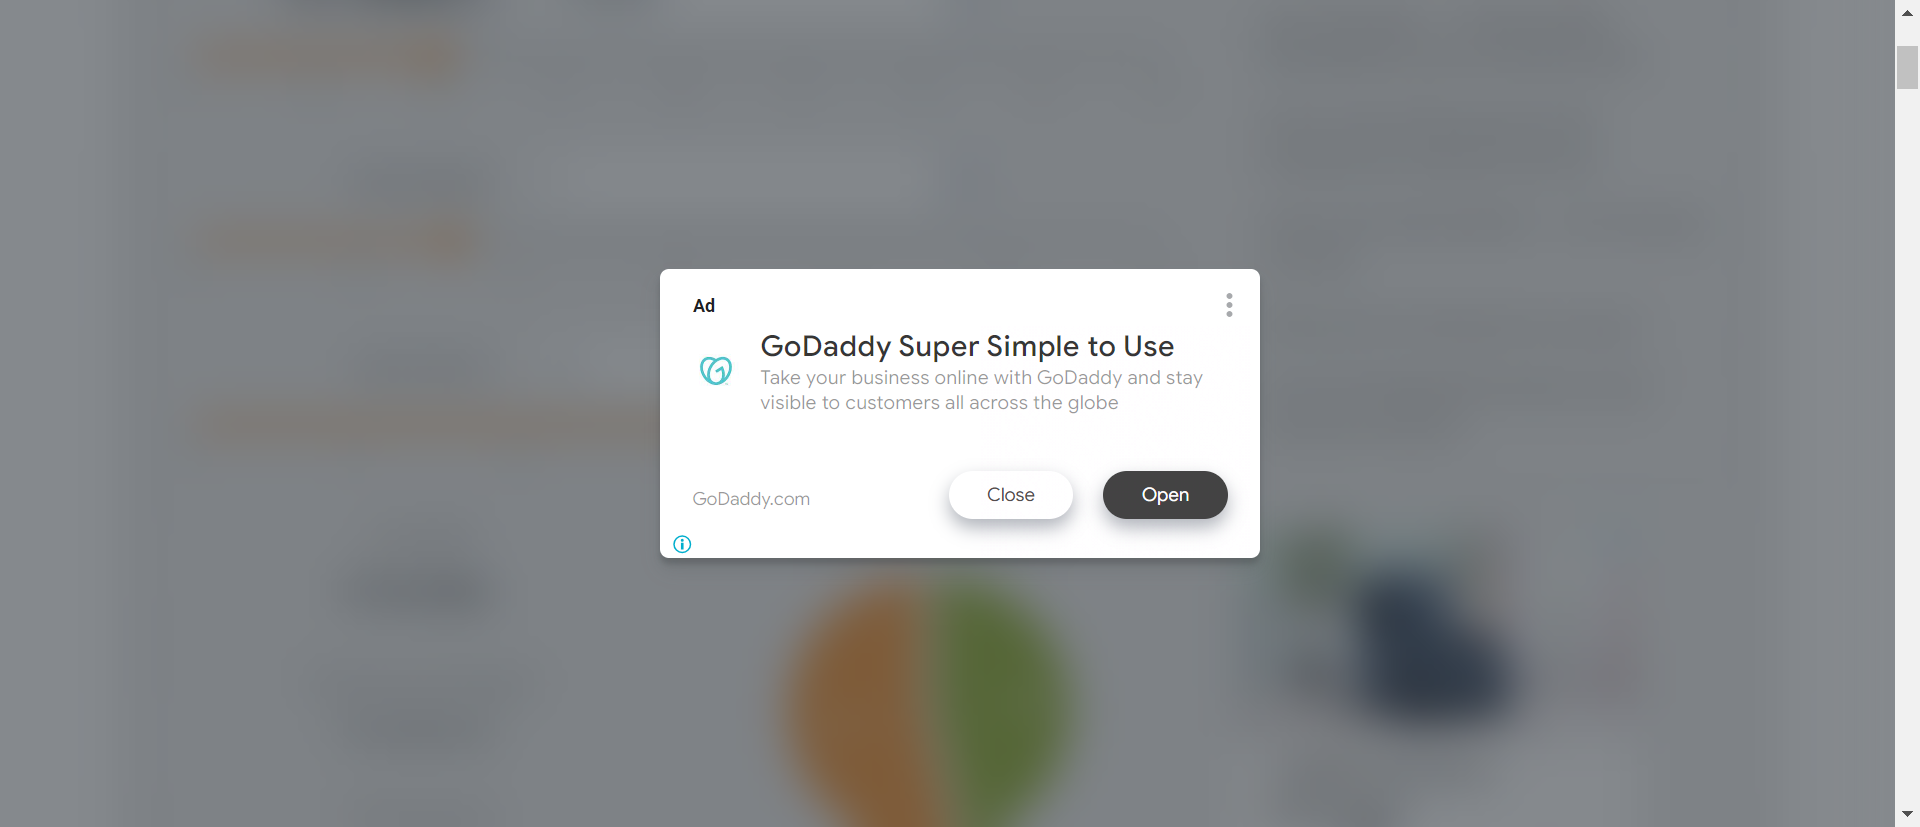 Ad
GoDaddy Super Simple to Use
Take your business online with GoDaddy and stay
visible to customers all across the globe
GoDaddy.com
Close
Open